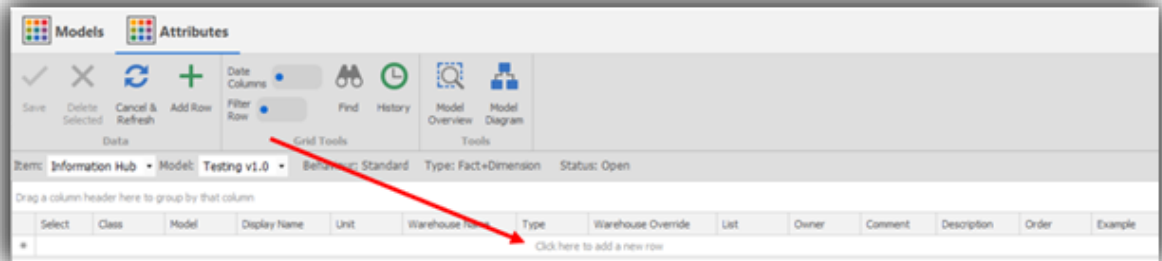 Models Attributes
Save Delete Selected Cancel & Refresh Add Row Date Columns Filter Row Find History Model Overview Model Diagram
Data Grid Tools Tools
Item: Information Hub Model: Testing v1.0 Behaviour: Standard Type: Fact+Dimension Status: Open
Drag a column header here to group by that column
Select Class Model Display Name Unit Warehouse Name Type Warehouse Override List Owner Comment Description Order Example
Click here to add a new row